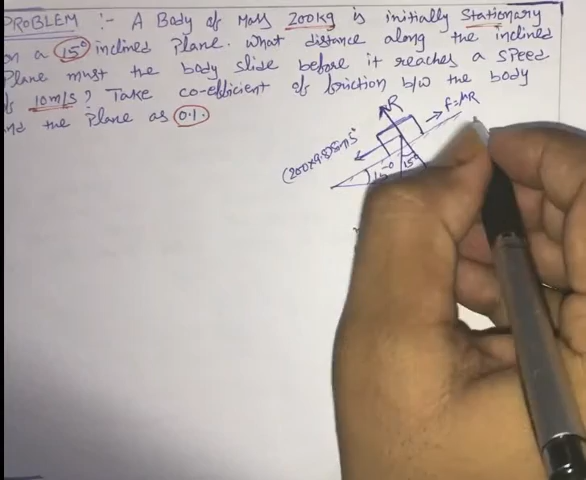 PROBLEM :- A Body of Mass 200kg is initially Stationary
on a 15° inclined Plane. What distance along the inclined
Plane must the body slide before it reaches a speed
of 10m/s? Take co-efficient of friction b/w the body
and the Plane as 0.1.
R
f=μR
(200×9.8)Sin15°
15°
15°